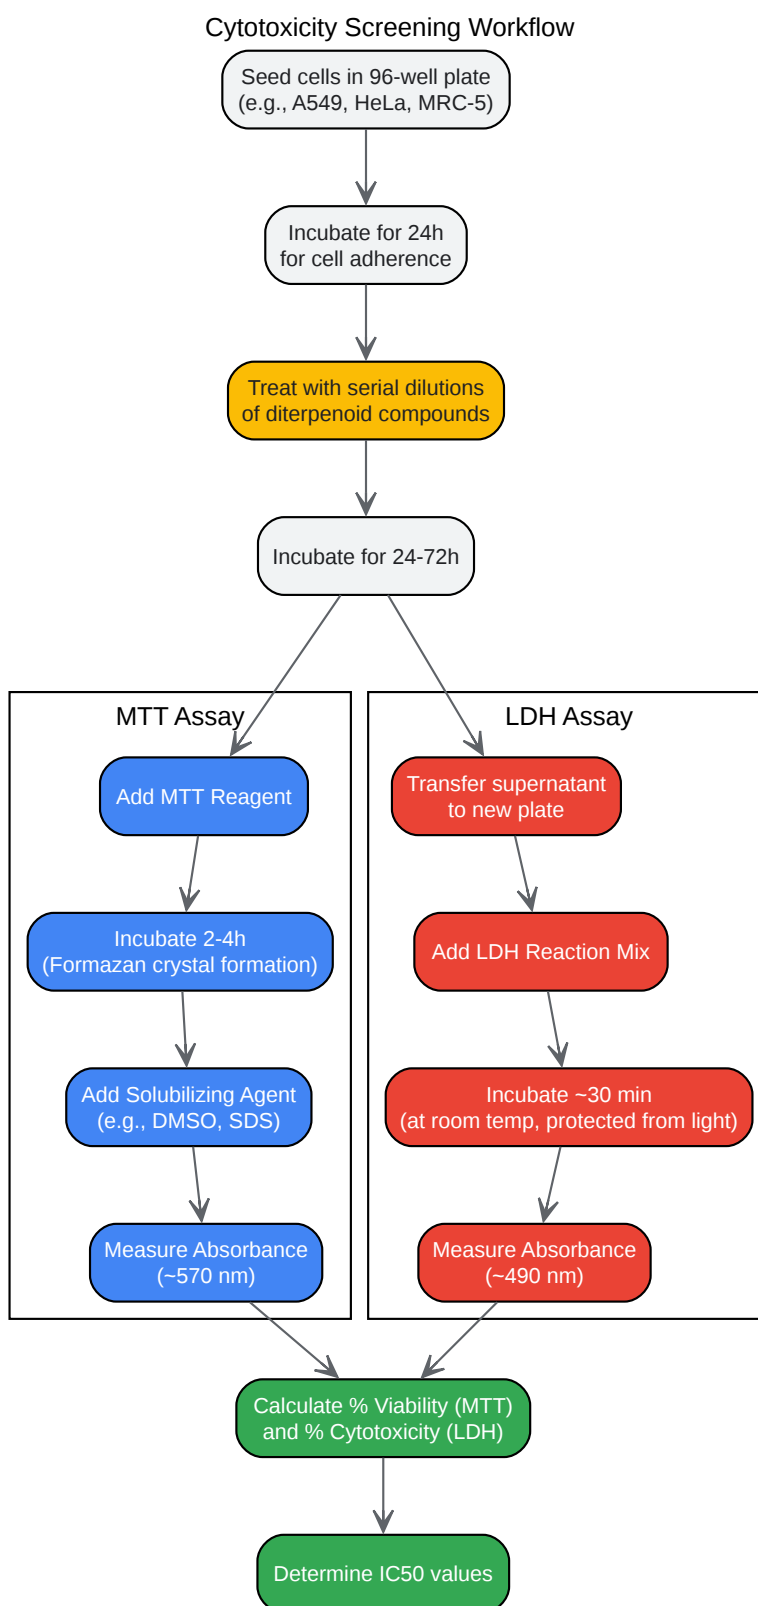 Cytotoxicity Screening Workflow
Seed cells in 96-well plate
(e.g., A549, HeLa, MRC-5)
Incubate for 24h
for cell adherence
Treat with serial dilutions
of diterpenoid compounds
Incubate for 24-72h
MTT Assay
Add MTT Reagent
Incubate 2-4h
(Formazan crystal formation)
Add Solubilizing Agent
(e.g., DMSO, SDS)
Measure Absorbance
(~570 nm)
LDH Assay
Transfer supernatant
to new plate
Add LDH Reaction Mix
Incubate ~30 min
(at room temp, protected from light)
Measure Absorbance
(~490 nm)
Calculate % Viability (MTT)
and % Cytotoxicity (LDH)
Determine IC50 values